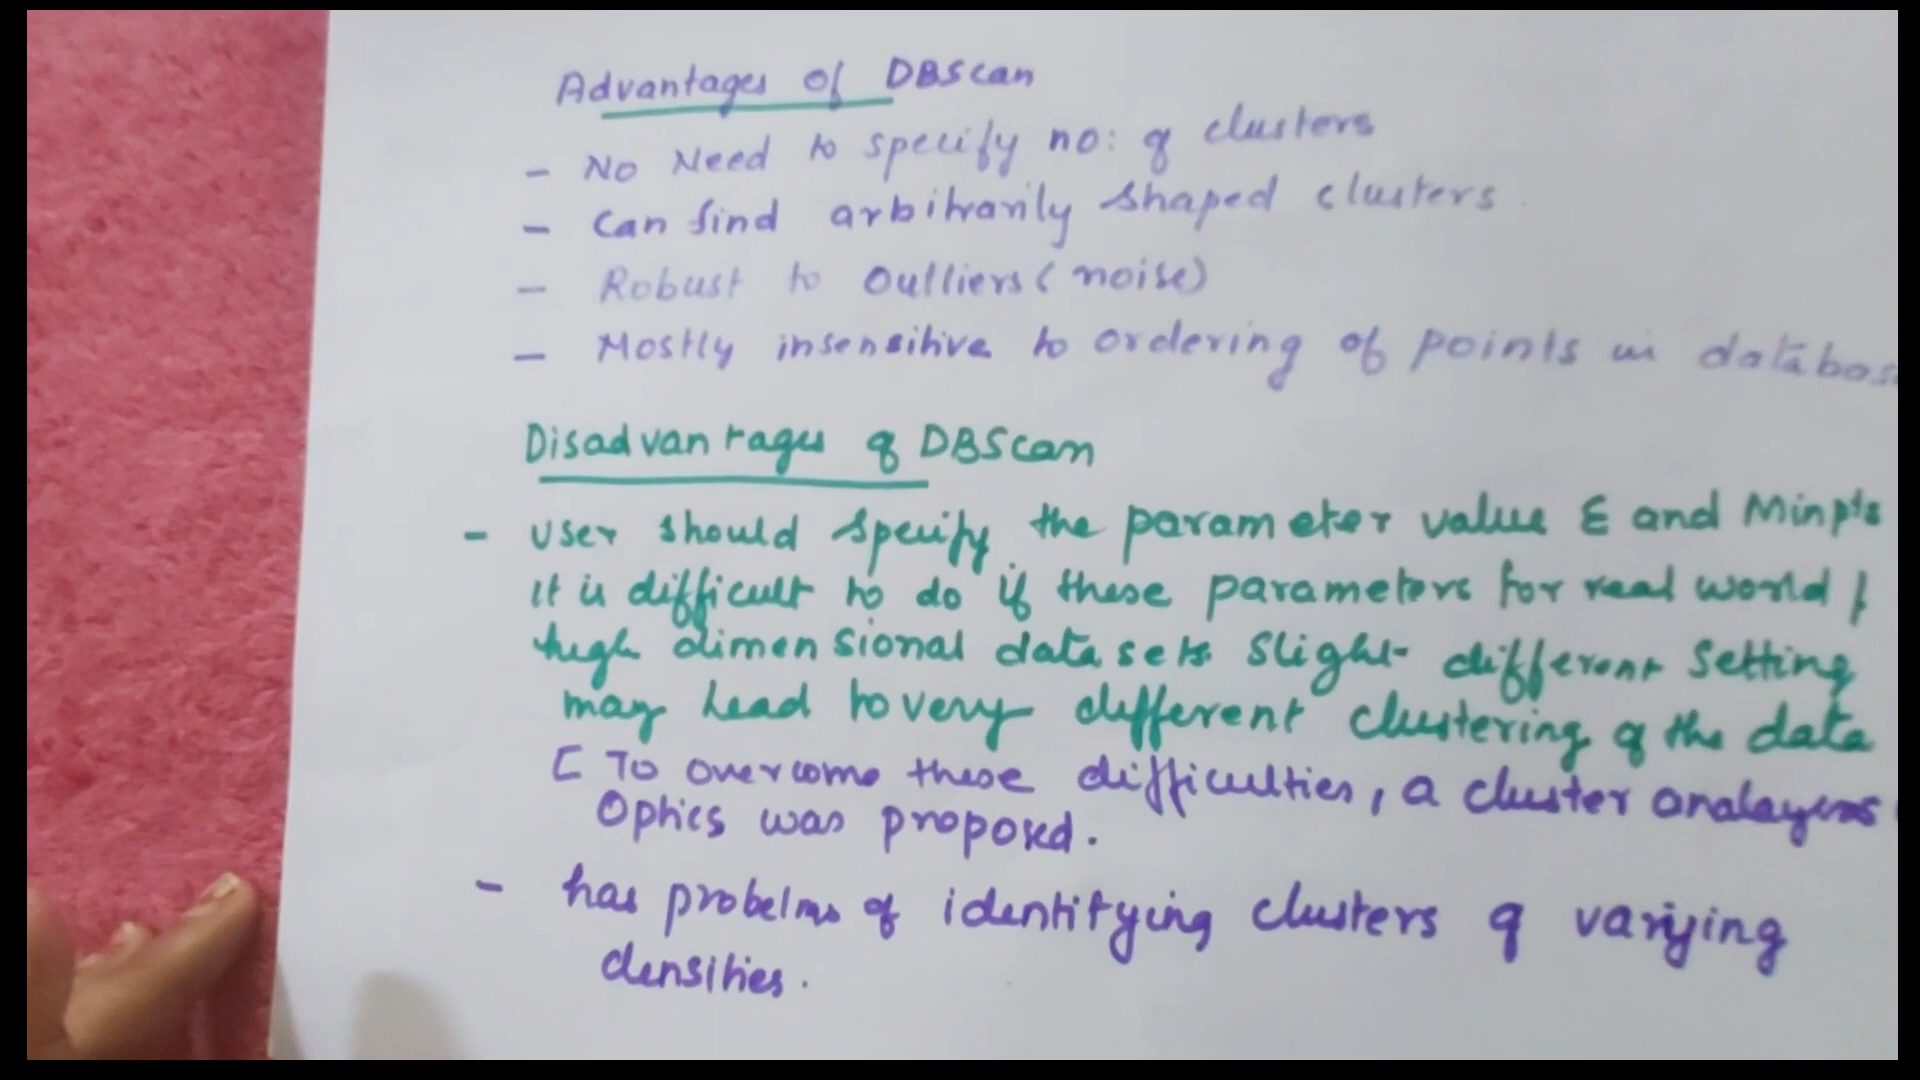 Advantages of DBScan
- No Need to specify no: of clusters
- Can find arbitrarily shaped clusters.
- Robust to Outliers (noise)
- Mostly insensitive to ordering of points in databas
Disadvantages of DBScan
- User should specify the parameter value ε and Minpts
it is difficult to do if these parameters for real world /
high dimensional data sets Slight different Setting
may lead to very different clustering of the data
[ To overcome these difficulties, a cluster
Optics was proposed.
- has probelms of identifying clusters of varying
densities.